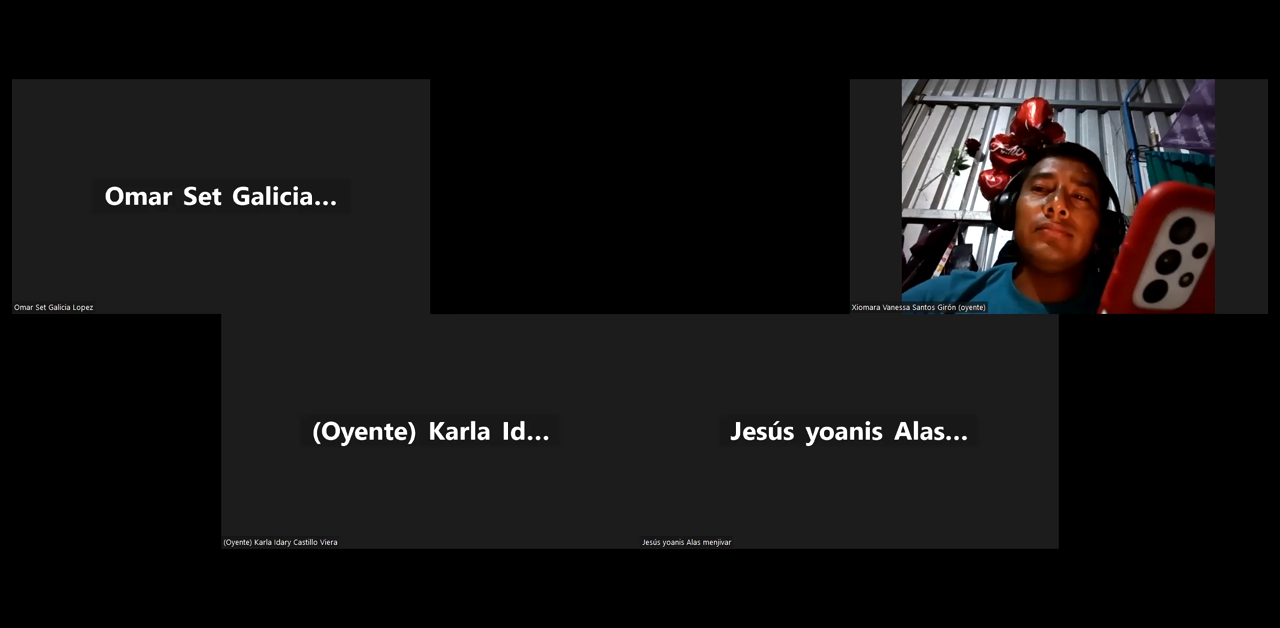 Omar Set Galicia...
Omar Set Galicia Lopez
Xiomara Vanessa Santos Girón (oyente)
(Oyente) Karla Id...
Jesús yoanis Alas...
(Oyente) Karla Idary Castillo Viera
Jesús yoanis Alas menjivar